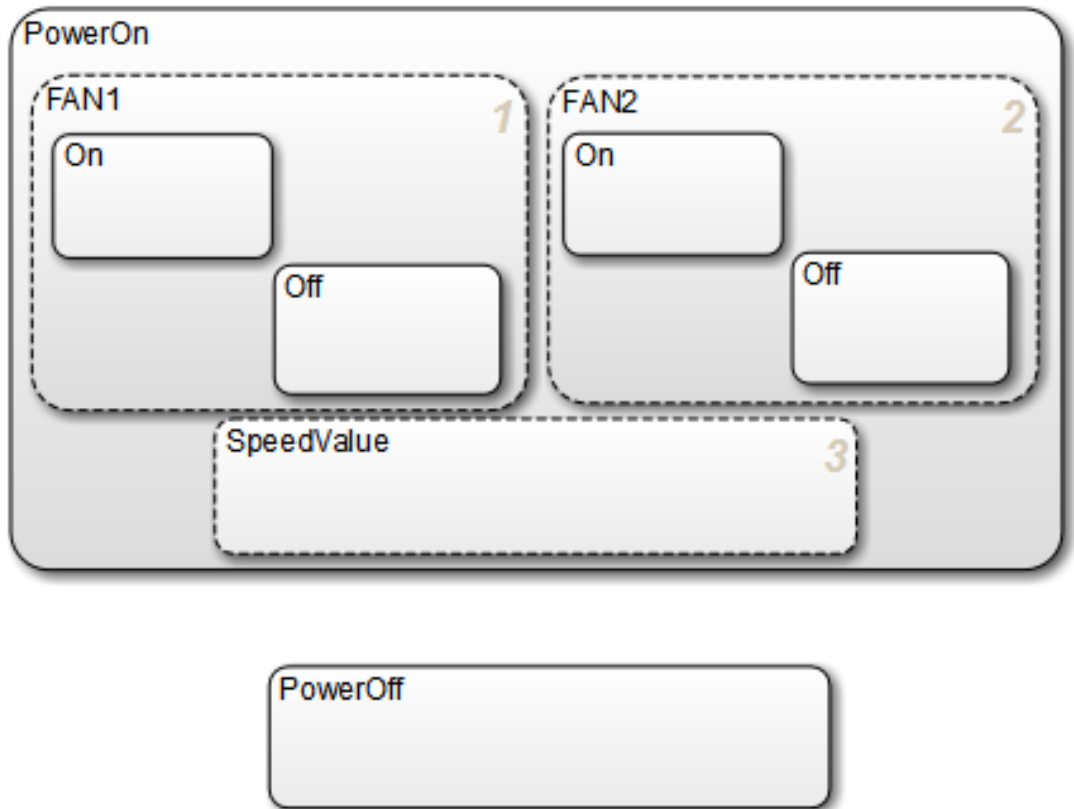 PowerOn
FAN1
1
On
Off
FAN2
2
On
Off
SpeedValue
3
PowerOff